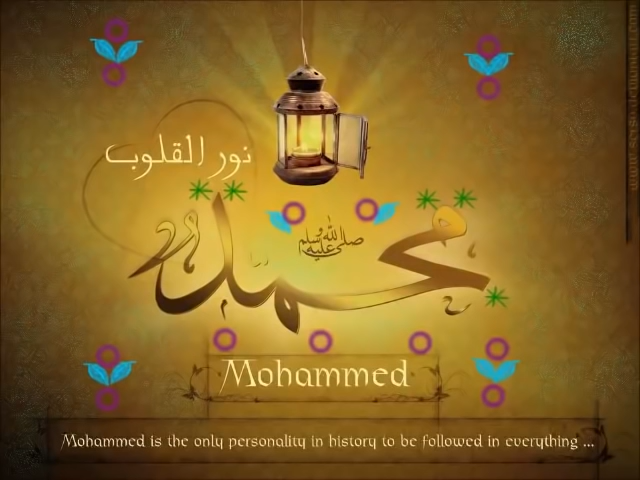 نور القلوب
محمد
صلى الله عليه وسلم
Mohammed
Mohammed is the only personality in history to be followed in everything ...